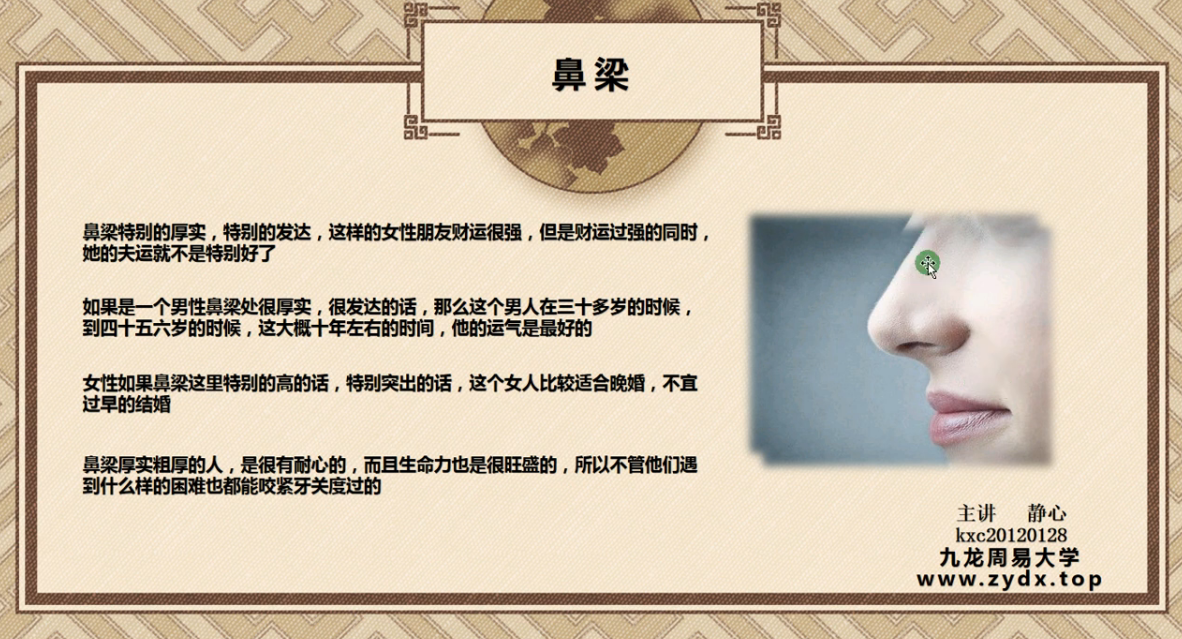 鼻梁
鼻梁特别的厚实，特别的发达，这样的女性朋友财运很强，但是财运过强的同时，
她的夫运就不是特别好了
如果是一个男性鼻梁处很厚实，很发达的话，那么这个男人在三十多岁的时候，
到四十五六岁的时候，这大概十年左右的时间，他的运气是最好的
女性如果鼻梁这里特别的高的话，特别突出的话，这个女人比较适合晚婚，不宜
过早的结婚
鼻梁厚实粗厚的人，是很有耐心的，而且生命力也是很旺盛的，所以不管他们遇
到什么样的困难也都能咬紧牙关度过的
主讲 静心
kxc20120128
九龙周易大学
www.zydx.top